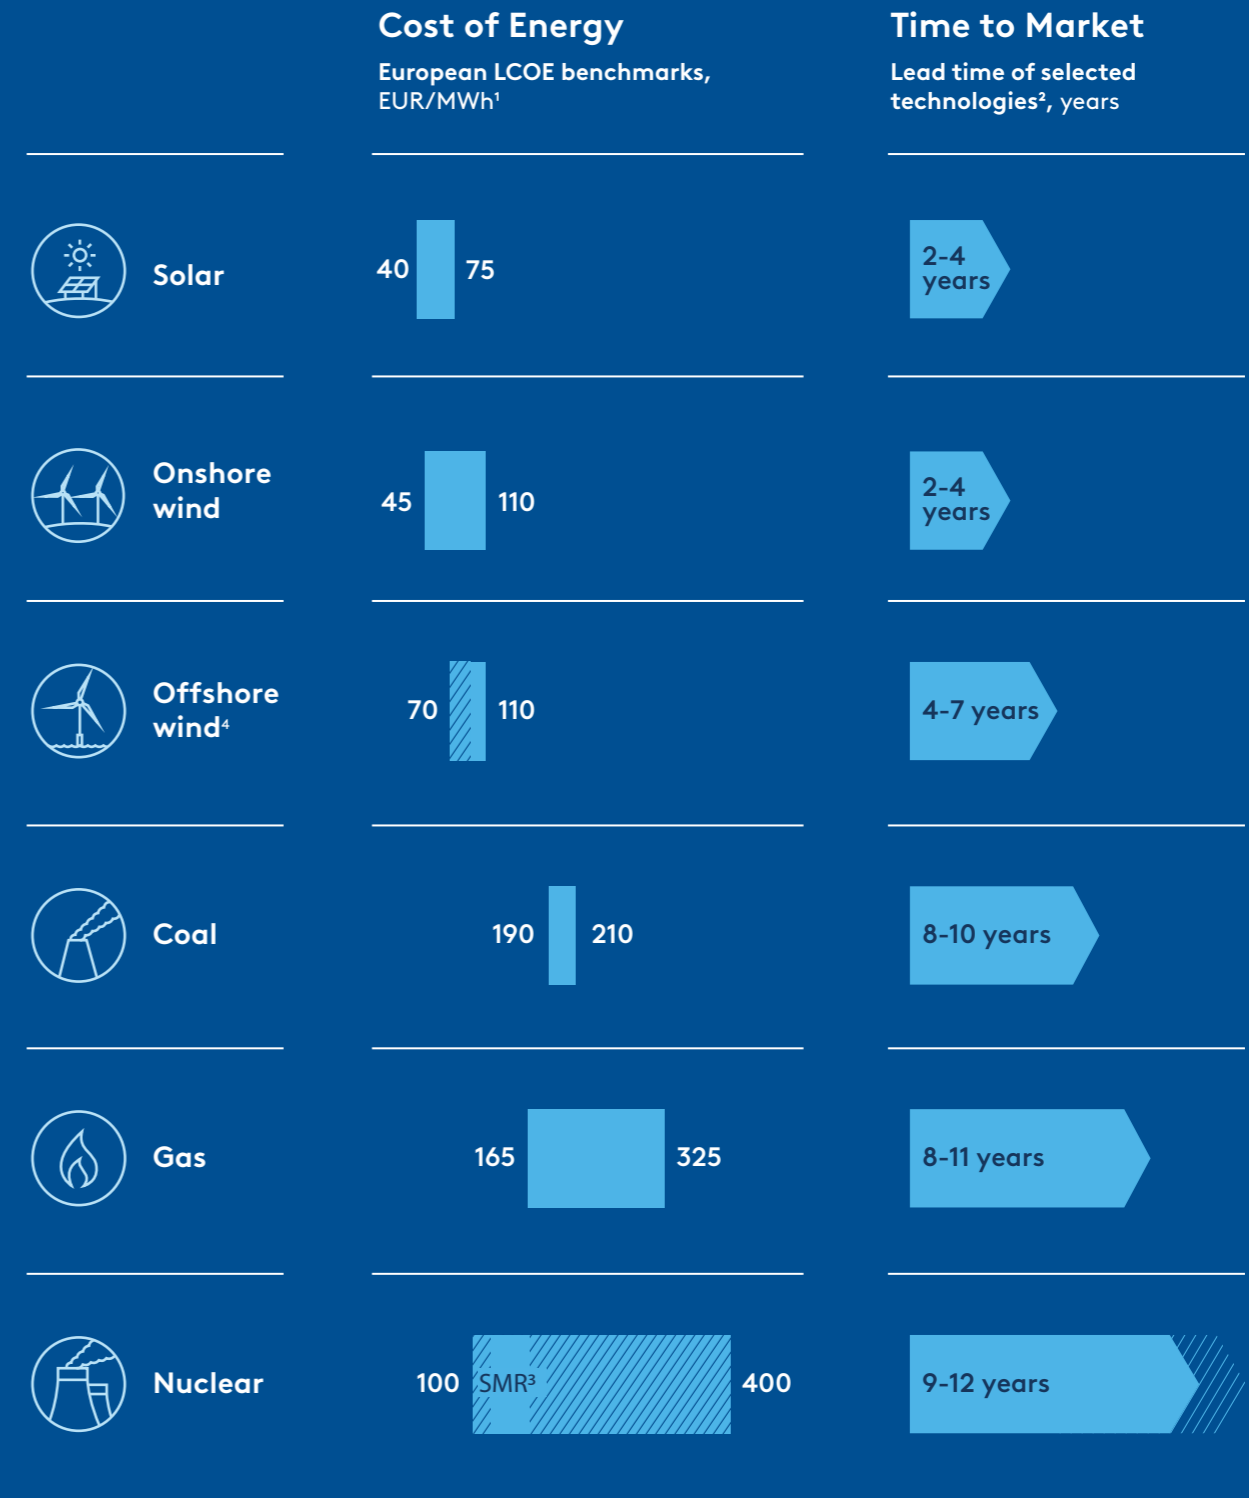 Cost of Energy
European LCOE benchmarks,
EUR/MWh¹
Time to Market
Lead time of selected
technologies², years
Solar
40
75
2-4
years
Onshore
wind
45
110
2-4
years
Offshore
wind⁴
70
110
4-7 years
Coal
190
210
8-10 years
Gas
165
325
8-11 years
Nuclear
100
SMR³
400
9-12 years